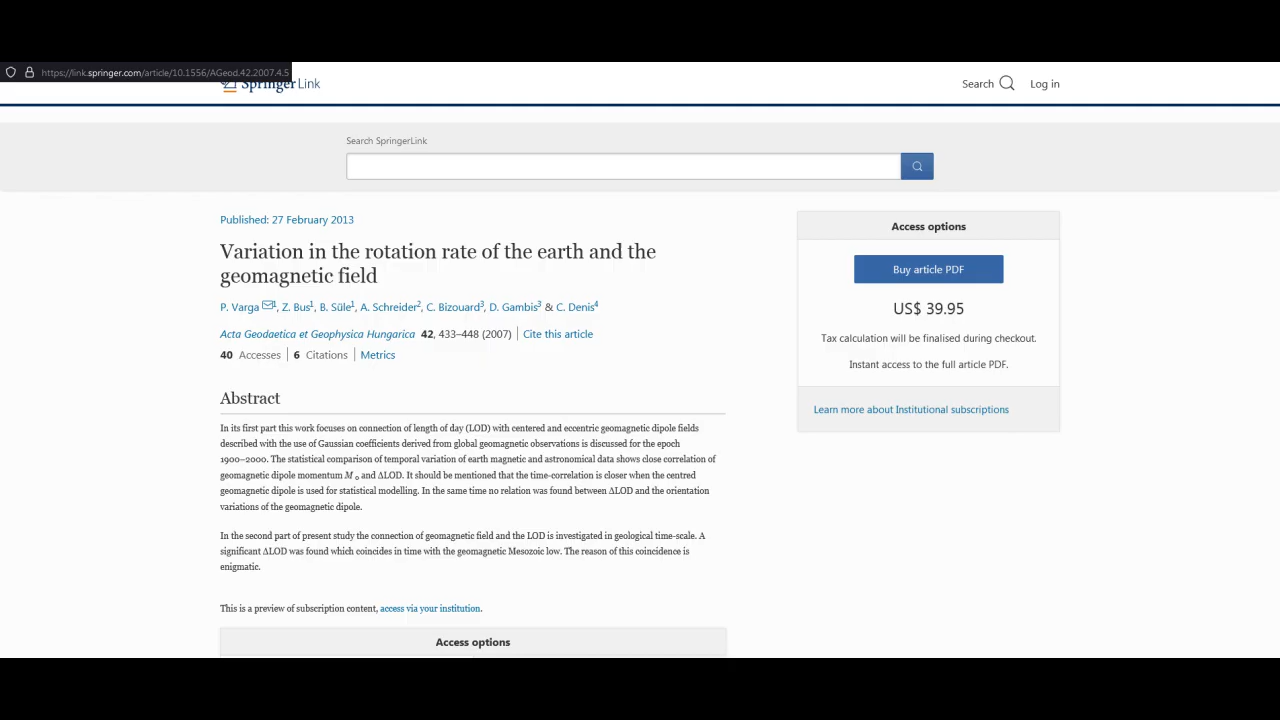 https://link.springer.com/article/10.1556/AGeod.42.2007.4.5
Springer Link
Search
Log in
Search SpringerLink
Published: 27 February 2013
Variation in the rotation rate of the earth and the
geomagnetic field
P. Varga 1, Z. Bus1, B. Süle1, A. Schreider2, C. Bizouard3, D. Gambis3 & C. Denis4
Acta Geodaetica et Geophysica Hungarica 42, 433–448 (2007) Cite this article
40 Accesses 6 Citations Metrics
Abstract
In its first part this work focuses on connection of length of day (LOD) with centered and eccentric geomagnetic dipole fields
described with the use of Gaussian coefficients derived from global geomagnetic observations is discussed for the epoch
1900–2000. The statistical comparison of temporal variation of earth magnetic and astronomical data shows close correlation of
geomagnetic dipole momentum M o and ΔLOD. It should be mentioned that the time-correlation is closer when the centred
geomagnetic dipole is used for statistical modelling. In the same time no relation was found between ΔLOD and the orientation
variations of the geomagnetic dipole.
In the second part of present study the connection of geomagnetic field and the LOD is investigated in geological time-scale. A
significant ΔLOD was found which coincides in time with the geomagnetic Mesozoic low. The reason of this coincidence is
enigmatic.
This is a preview of subscription content, access via your institution.
Access options
Access options
Buy article PDF
US$ 39.95
Tax calculation will be finalised during checkout.
Instant access to the full article PDF.
Learn more about Institutional subscriptions